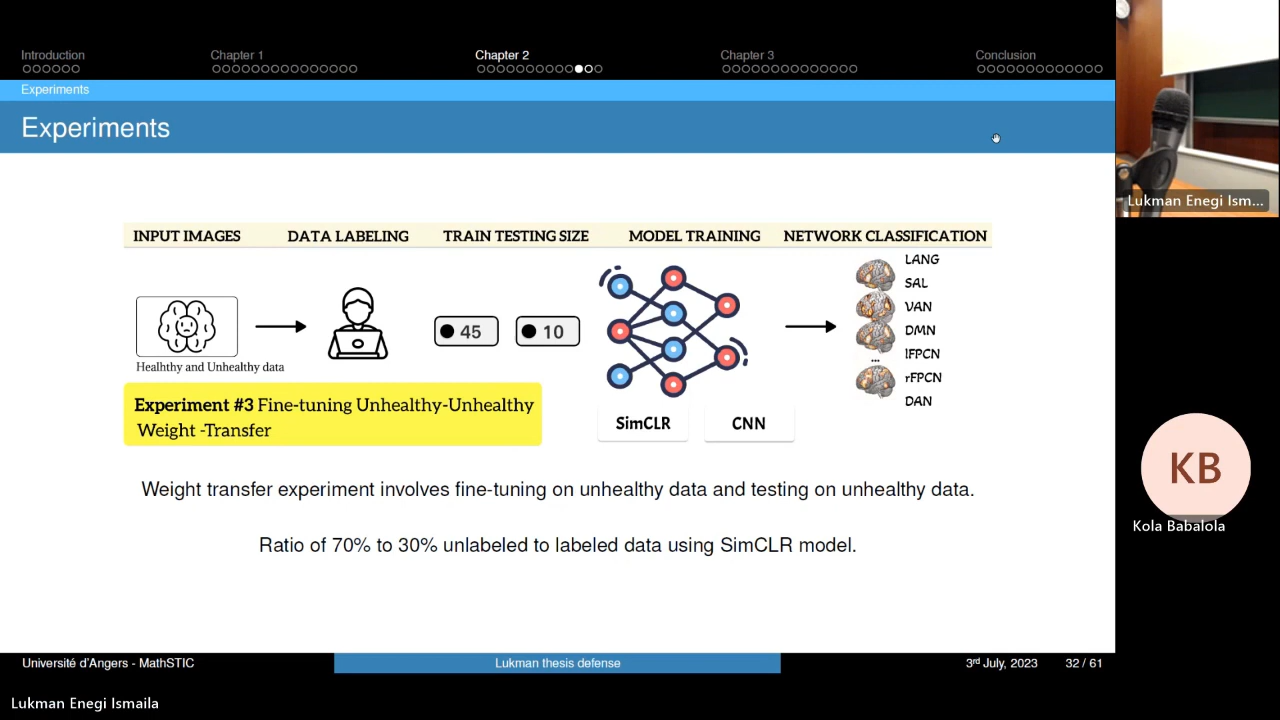 Introduction Chapter 1 Chapter 2 Chapter 3 Conclusion
Experiments
Experiments
INPUT IMAGES DATA LABELING TRAIN TESTING SIZE MODEL TRAINING NETWORK CLASSIFICATION
LANG
SAL
VAN
DMN
...
lFPCN
rFPCN
DAN
45 10
Healhthy and Unhealthy data
Experiment #3 Fine-tuning Unhealthy-Unhealthy
Weight -Transfer
SimCLR CNN
Weight transfer experiment involves fine-tuning on unhealthy data and testing on unhealthy data.
Ratio of 70% to 30% unlabeled to labeled data using SimCLR model.
Université d'Angers - MathSTIC Lukman thesis defense 3rd July, 2023 32 / 61
Lukman Enegi Ismaila
Lukman Enegi Ism...
KB
Kola Babalola